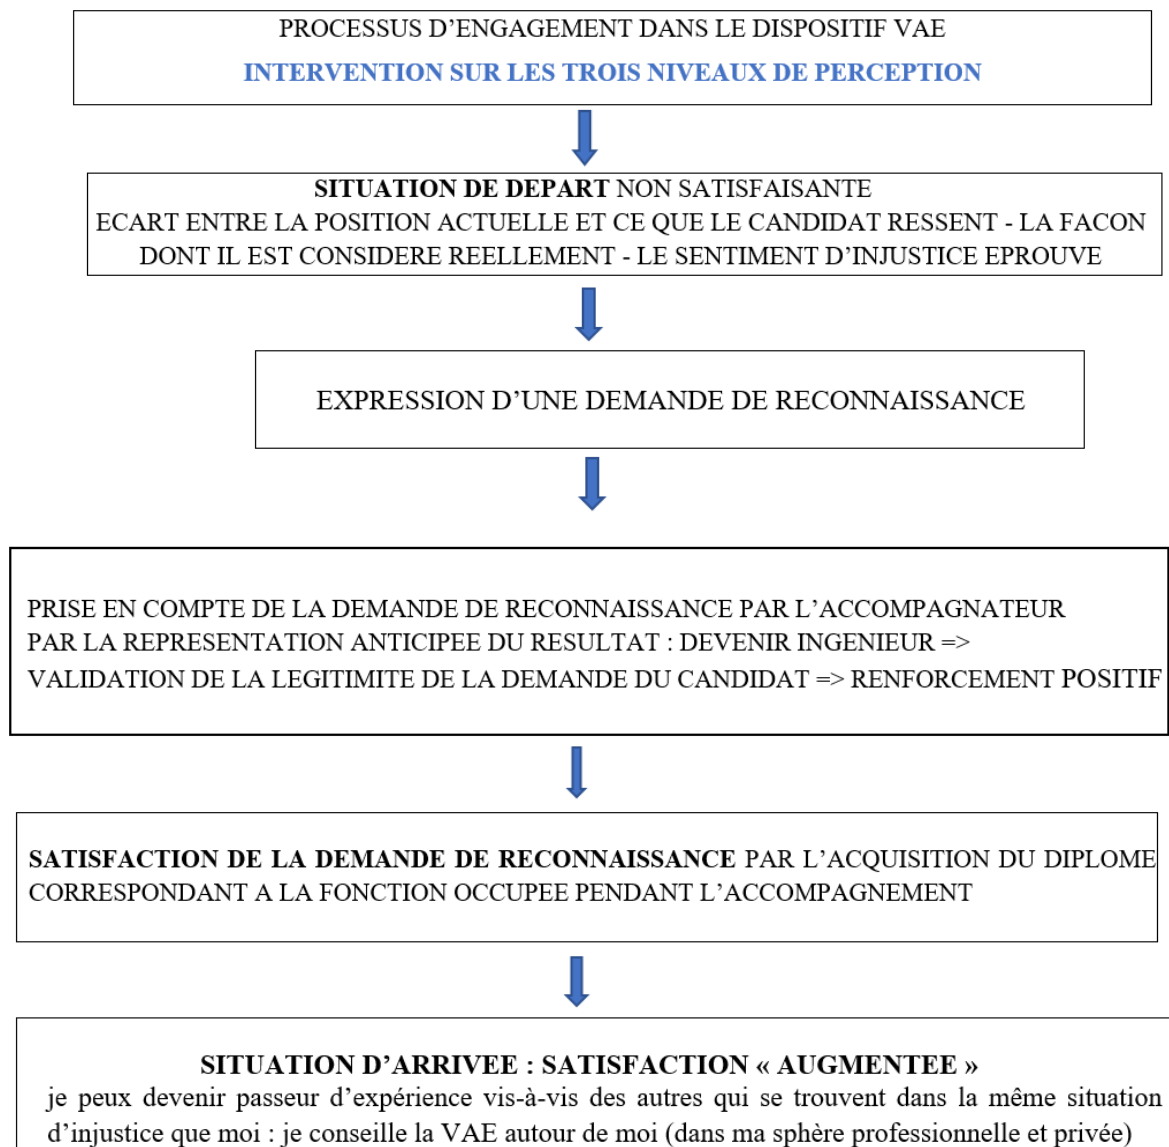 PROCESSUS D’ENGAGEMENT DANS LE DISPOSITIF VAE
INTERVENTION SUR LES TROIS NIVEAUX DE PERCEPTION
SITUATION DE DEPART NON SATISFAISANTE
ECART ENTRE LA POSITION ACTUELLE ET CE QUE LE CANDIDAT RESSENT - LA FACON
DONT IL EST CONSIDERE REELLEMENT - LE SENTIMENT D’INJUSTICE EPROUVE
EXPRESSION D’UNE DEMANDE DE RECONNAISSANCE
PRISE EN COMPTE DE LA DEMANDE DE RECONNAISSANCE PAR L’ACCOMPAGNATEUR
PAR LA REPRESENTATION ANTICIPEE DU RESULTAT : DEVENIR INGENIEUR =>
VALIDATION DE LA LEGITIMITE DE LA DEMANDE DU CANDIDAT => RENFORCEMENT POSITIF
SATISFACTION DE LA DEMANDE DE RECONNAISSANCE PAR L’ACQUISITION DU DIPLOME
CORRESPONDANT A LA FONCTION OCCUPEE PENDANT L’ACCOMPAGNEMENT
SITUATION D’ARRIVEE : SATISFACTION « AUGMENTEE »
je peux devenir passeur d’expérience vis-à-vis des autres qui se trouvent dans la même situation
d’injustice que moi : je conseille la VAE autour de moi (dans ma sphère professionnelle et privée)